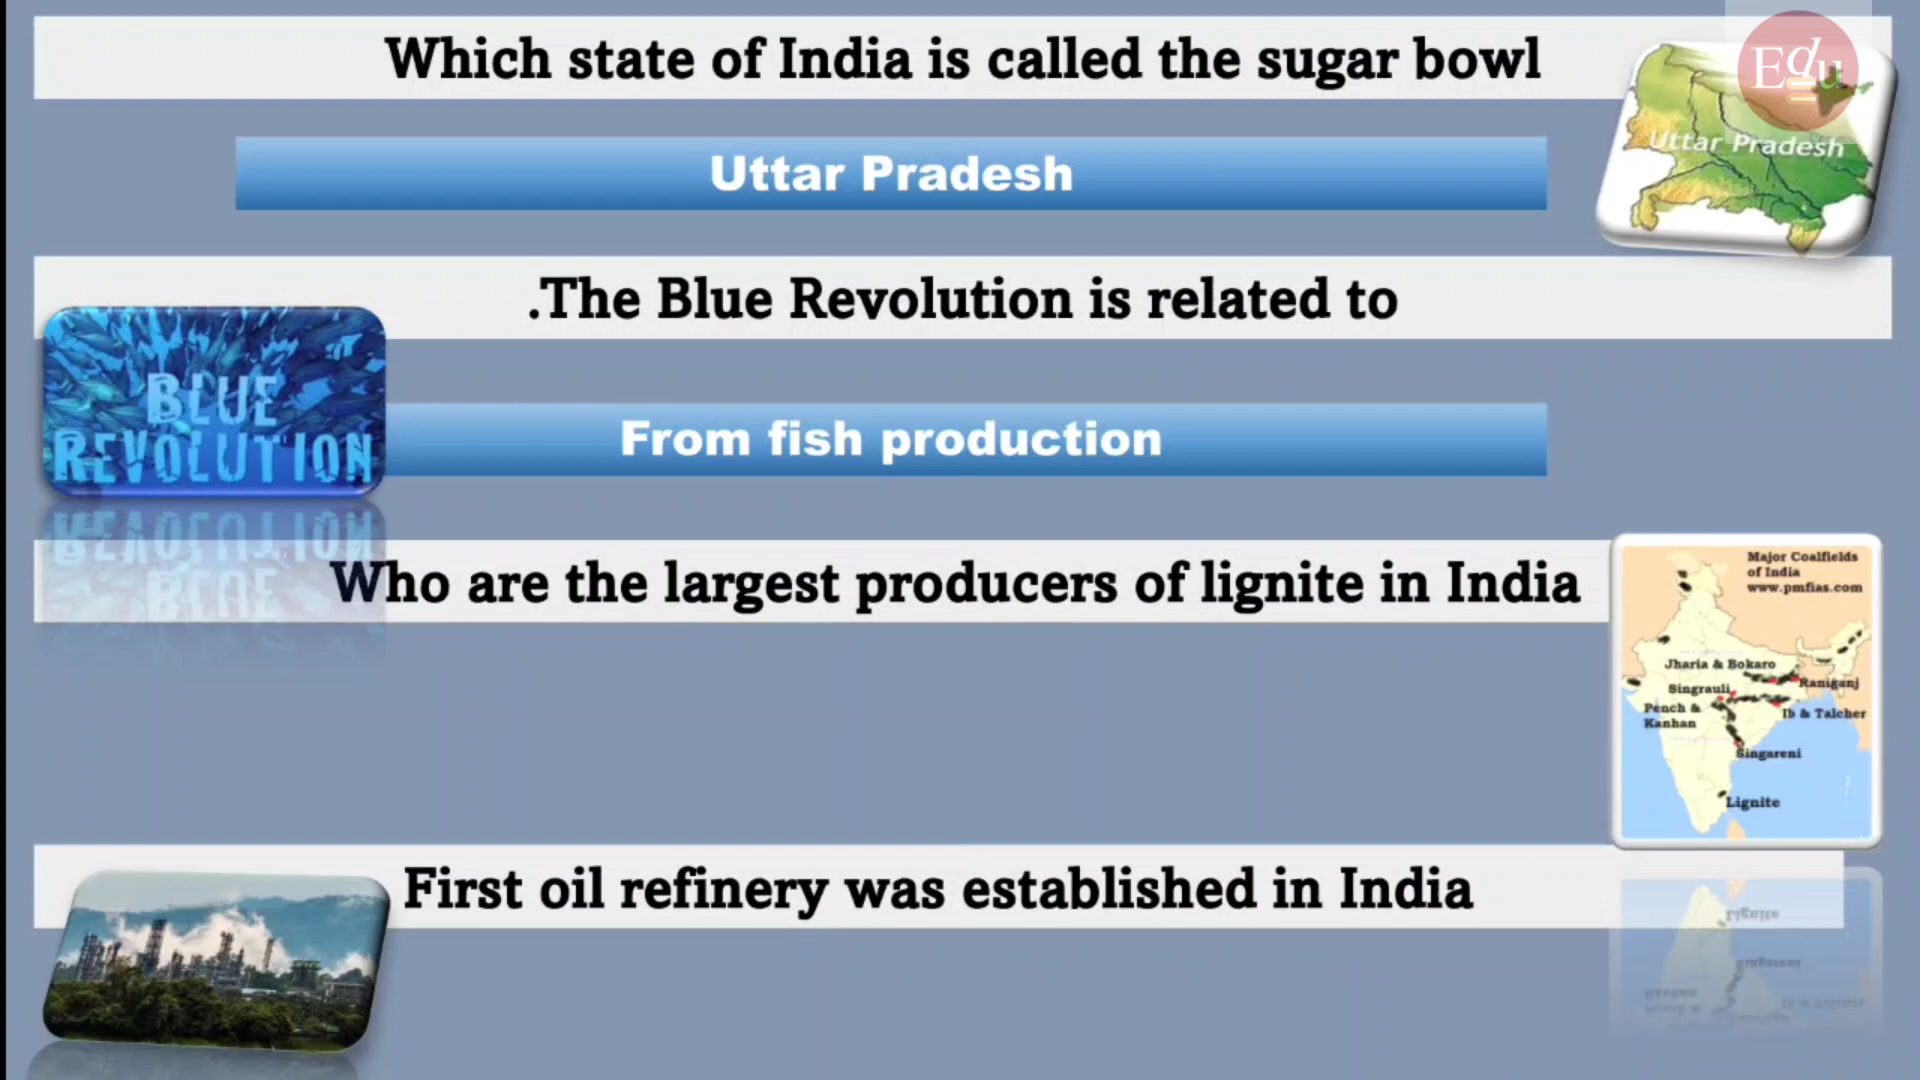 Which state of India is called the sugar bowl
Edu
Uttar Pradesh
Uttar Pradesh
.The Blue Revolution is related to
BLUE
REVOLUTION
From fish production
Who are the largest producers of lignite in India
Major Coalfields
of India
www.pmfias.com
Jharia & Bokaro
Raniganj
Singrauli
Pench &
Kanhan
Ib & Talcher
Singareni
Lignite
First oil refinery was established in India